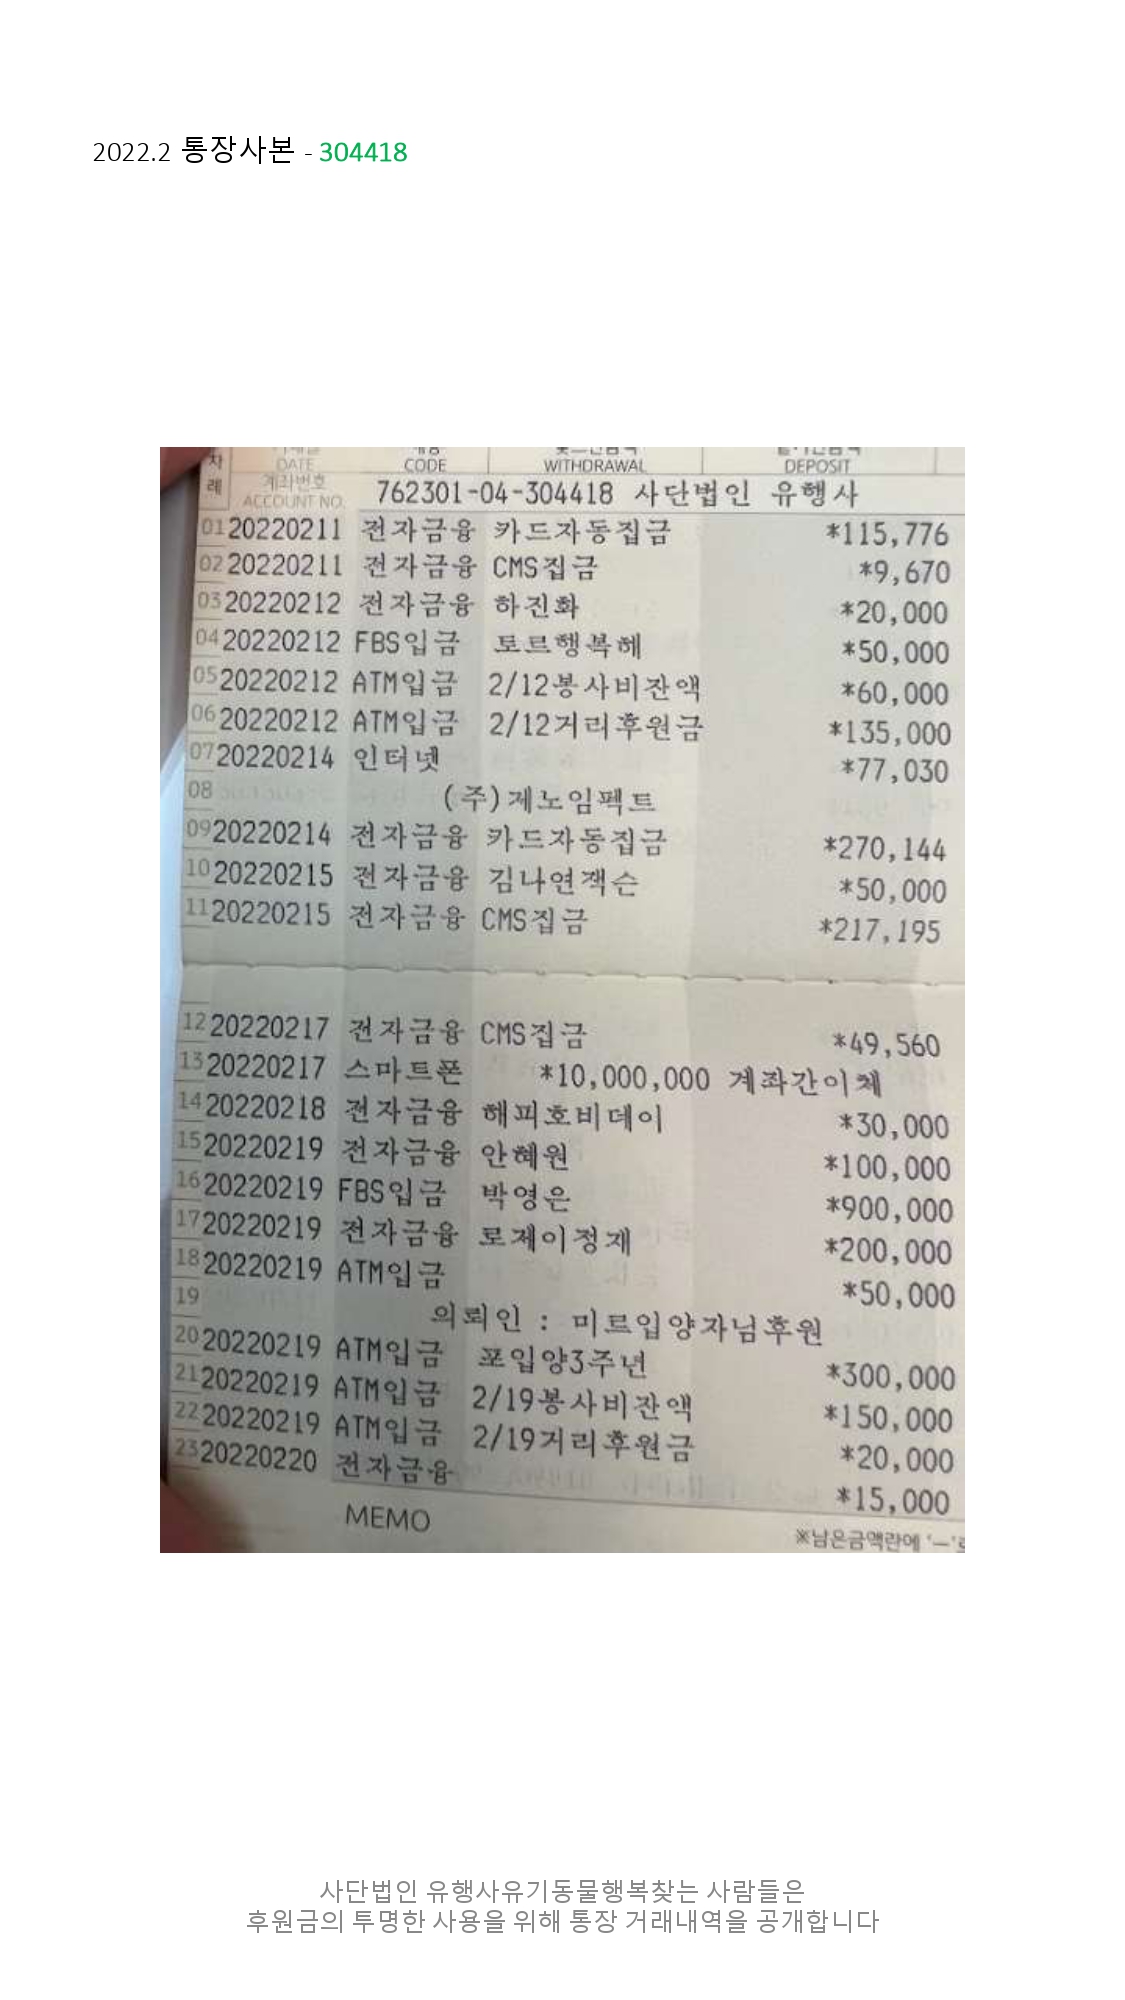 2022.2 통장사본 - 304418
차 DATE CODE WITHDRAWAL DEPOSIT
례 계좌번호
ACCOUNT NO. 762301-04-304418 사단법인 유행사
01 20220211 전자금융 카드자동집금 *115,776
02 20220211 전자금융 CMS집금 *9,670
03 20220212 전자금융 하진화 *20,000
04 20220212 FBS입금 토르행복해 *50,000
05 20220212 ATM입금 2/12봉사비잔액 *60,000
06 20220212 ATM입금 2/12거리후원금 *135,000
07 20220214 인터넷 *77,030
08 (주)제노임펙트
09 20220214 전자금융 카드자동집금 *270,144
10 20220215 전자금융 김나연잭슨 *50,000
11 20220215 전자금융 CMS집금 *217,195
12 20220217 전자금융 CMS집금 *49,560
13 20220217 스마트폰 *10,000,000 계좌간이체
14 20220218 전자금융 해피호비데이 *30,000
15 20220219 전자금융 안혜원 *100,000
16 20220219 FBS입금 박영은 *900,000
17 20220219 전자금융 로제이정재 *200,000
18 20220219 ATM입금 *50,000
19 의뢰인 : 미르입양자님후원
20 20220219 ATM입금 포입양3주년 *300,000
21 20220219 ATM입금 2/19봉사비잔액 *150,000
22 20220219 ATM입금 2/19거리후원금 *20,000
23 20220220 전자금융 *15,000
MEMO
※남은금액란에 '-'
사단법인 유행사유기동물행복찾는 사람들은
후원금의 투명한 사용을 위해 통장 거래내역을 공개합니다